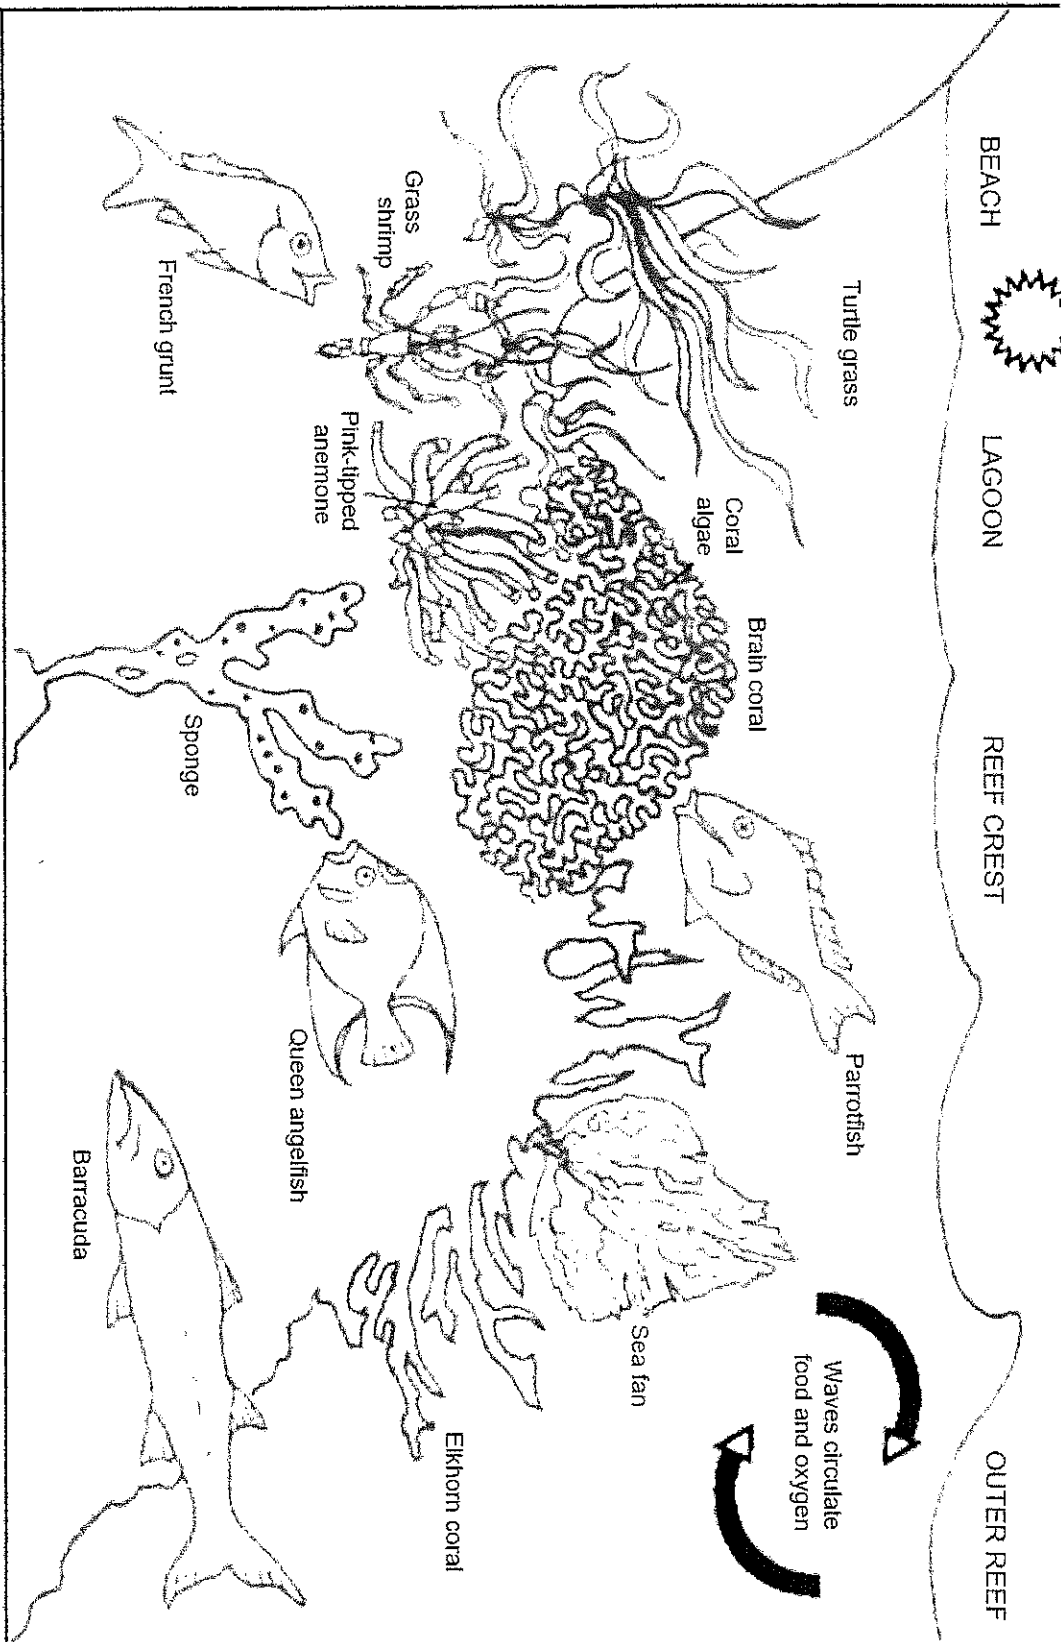 BEACH
LAGOON
REEF CREST
OUTER REEF
Turtle grass
Coral
algae
Brain coral
Parrotfish
Waves circulate
food and oxygen
Grass
shrimp
Pink-tipped
anemone
Sea fan
French grunt
Sponge
Queen angelfish
Elkhorn coral
Barracuda